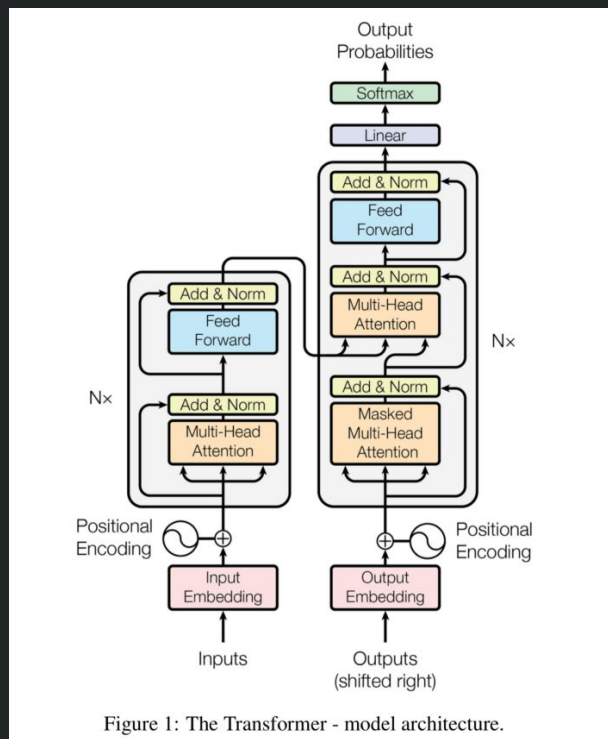 Output
Probabilities
Softmax
Linear
Add & Norm
Feed
Forward
Add & Norm
Multi-Head
Attention
Add & Norm
Masked
Multi-Head
Attention
Nx
Add & Norm
Feed
Forward
Add & Norm
Multi-Head
Attention
Nx
Positional
Encoding
Positional
Encoding
Input
Embedding
Output
Embedding
Inputs
Outputs
(shifted right)
Figure 1: The Transformer - model architecture.